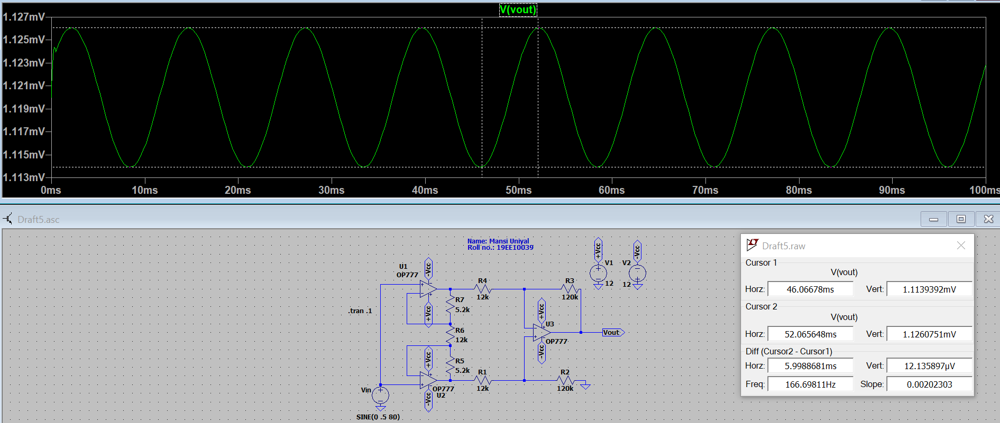 V(vout)
1.127mV
1.125mV
1.123mV
1.121mV
1.119mV
1.117mV
1.115mV
1.113mV
0ms 10ms 20ms 30ms 40ms 50ms 60ms 70ms 80ms 90ms 100ms
Draft5.asc
Name: Mansi Uniyal
Roll no.: 19EE10039
+Vcc
-Vcc
V1
12
V2
12
U1
OP777
-Vcc
+Vcc
R4
12k
R3
120k
R7
5.2k
.tran .1
R6
12k
+Vcc
U3
OP777
-Vcc
Vout
+Vcc
R5
5.2k
R1
12k
R2
120k
OP777
U2
-Vcc
Vin
SINE(0 .5 80)
Draft5.raw
Cursor 1
V(vout)
Horz: 46.06678ms Vert: 1.1139392mV
Cursor 2
V(vout)
Horz: 52.065648ms Vert: 1.1260751mV
Diff (Cursor2 - Cursor1)
Horz: 5.9988681ms Vert: 12.135897µV
Freq: 166.69811Hz Slope: 0.00202303